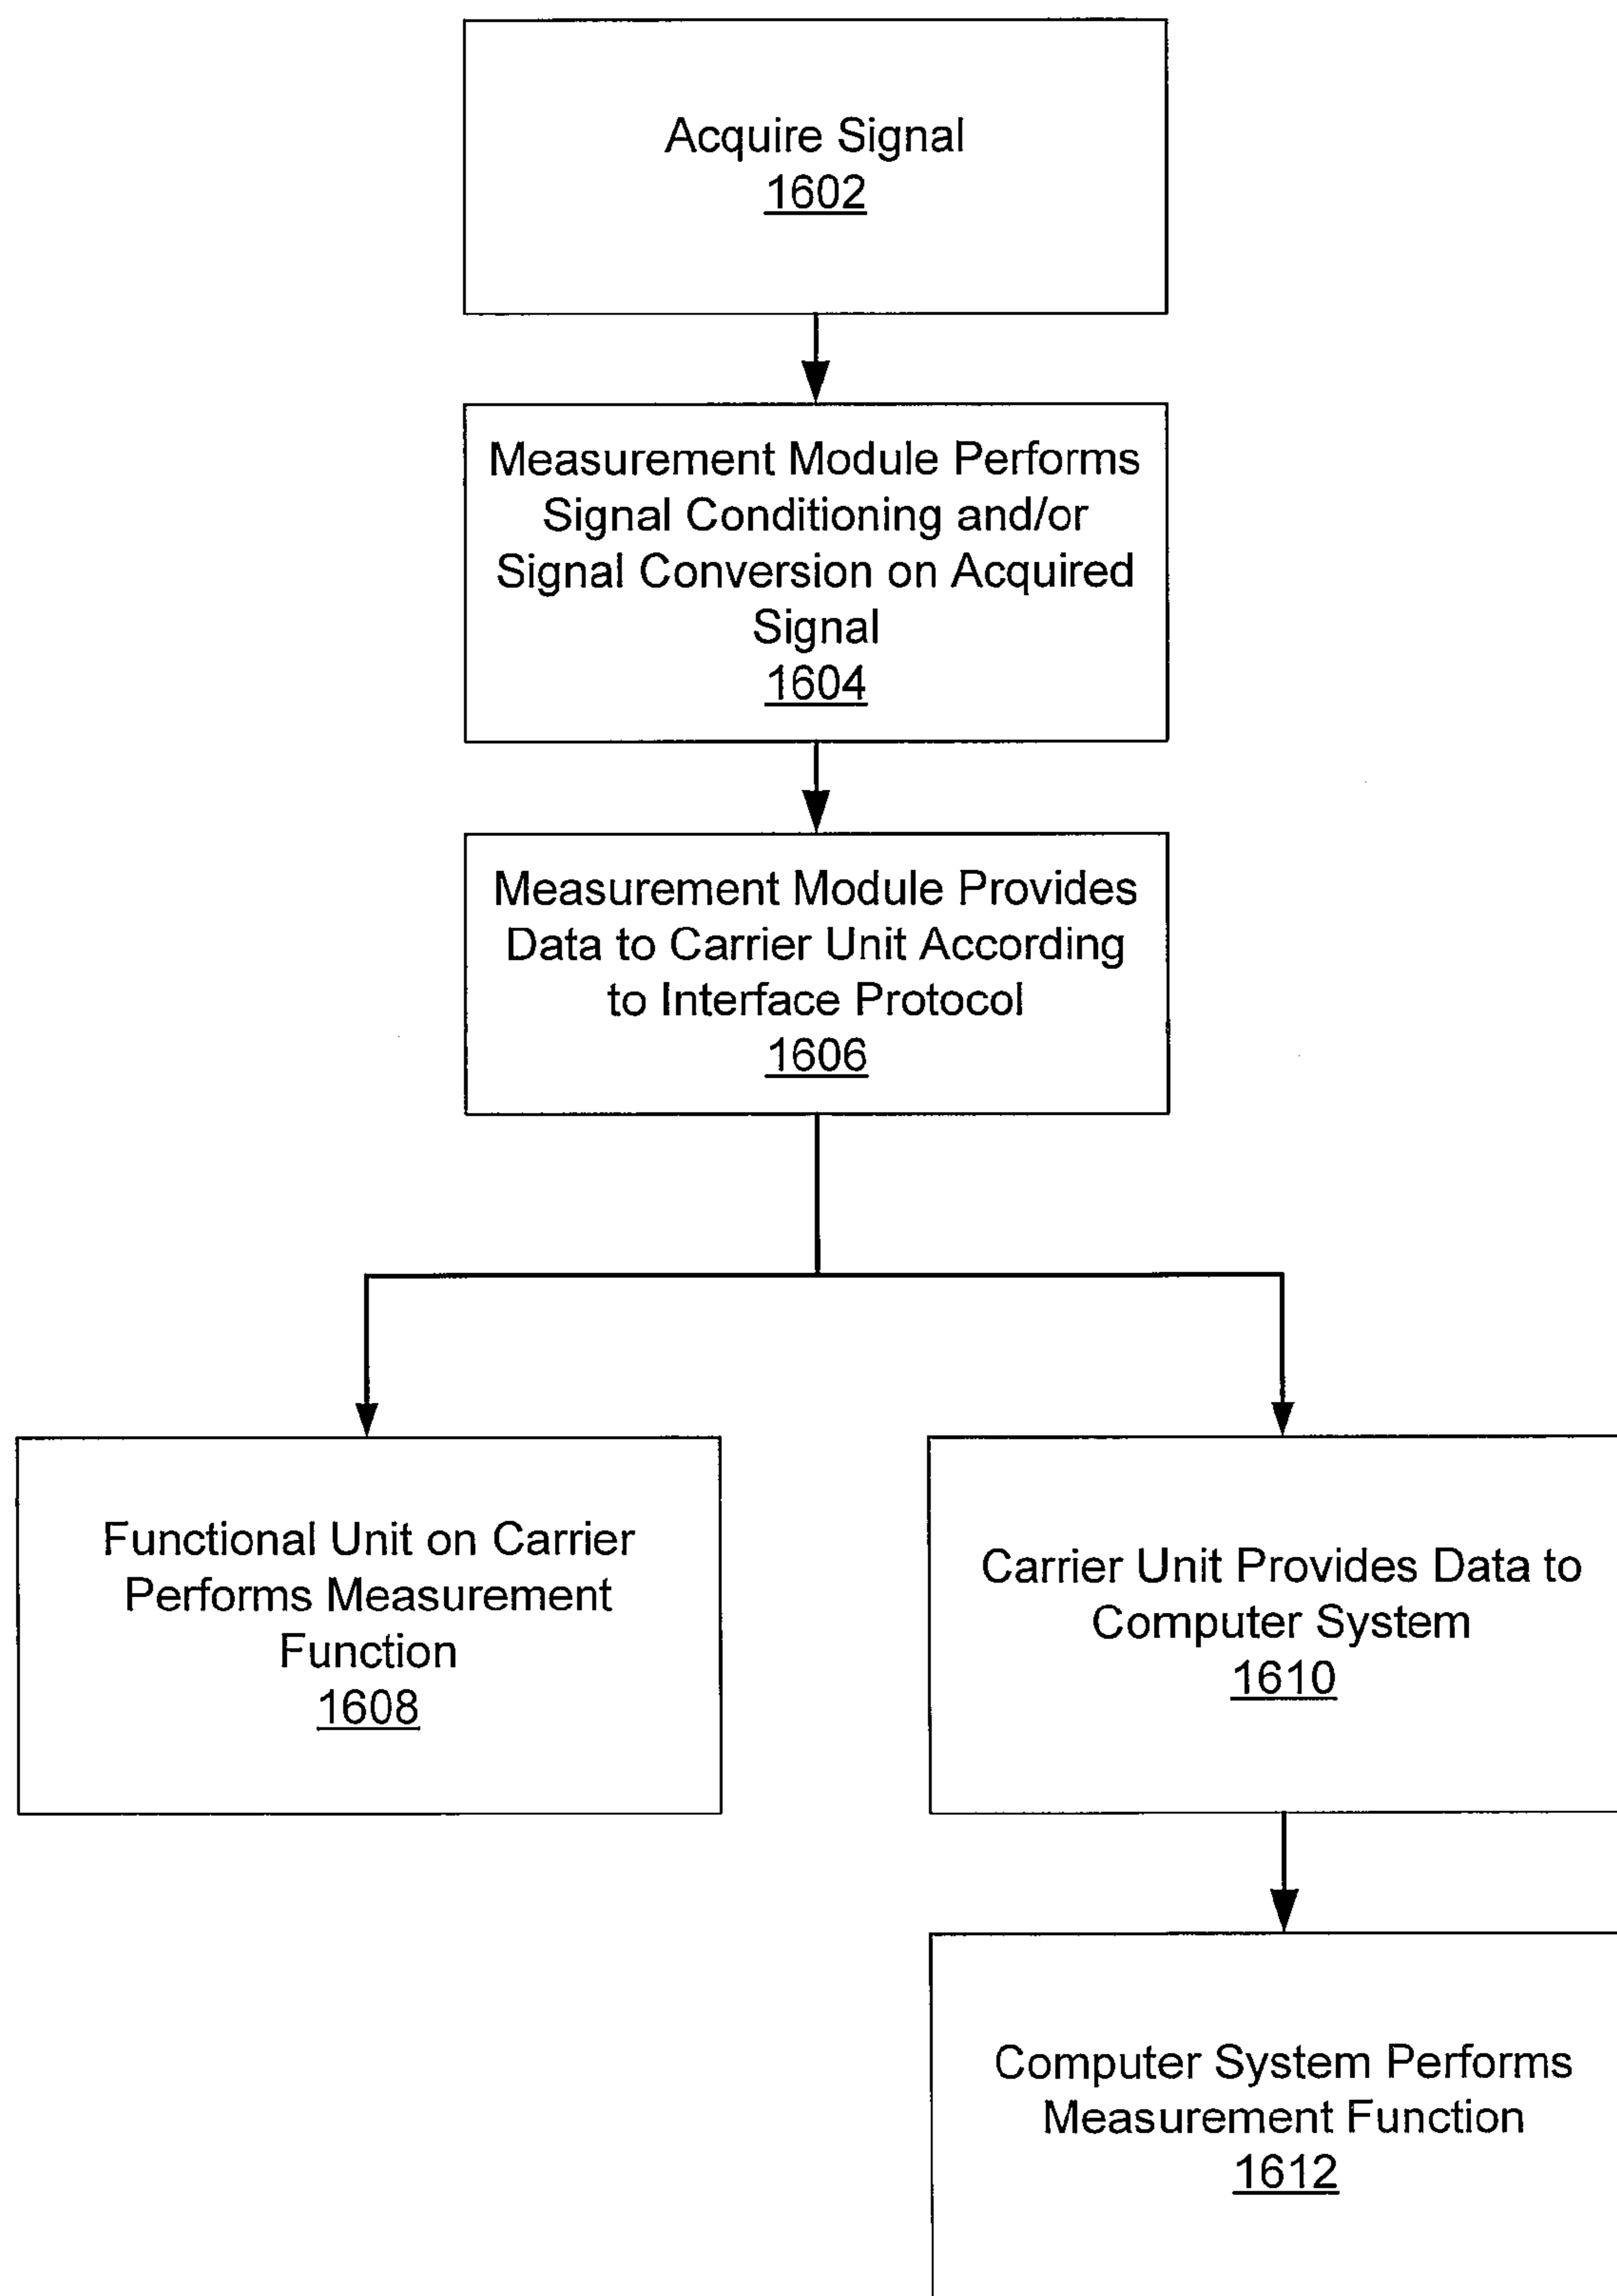 Acquire Signal
1602
Measurement Module Performs
Signal Conditioning and/or
Signal Conversion on Acquired
Signal
1604
Measurement Module Provides
Data to Carrier Unit According
to Interface Protocol
1606
Functional Unit on Carrier
Performs Measurement
Function
1608
Carrier Unit Provides Data to
Computer System
1610
Computer System Performs
Measurement Function
1612